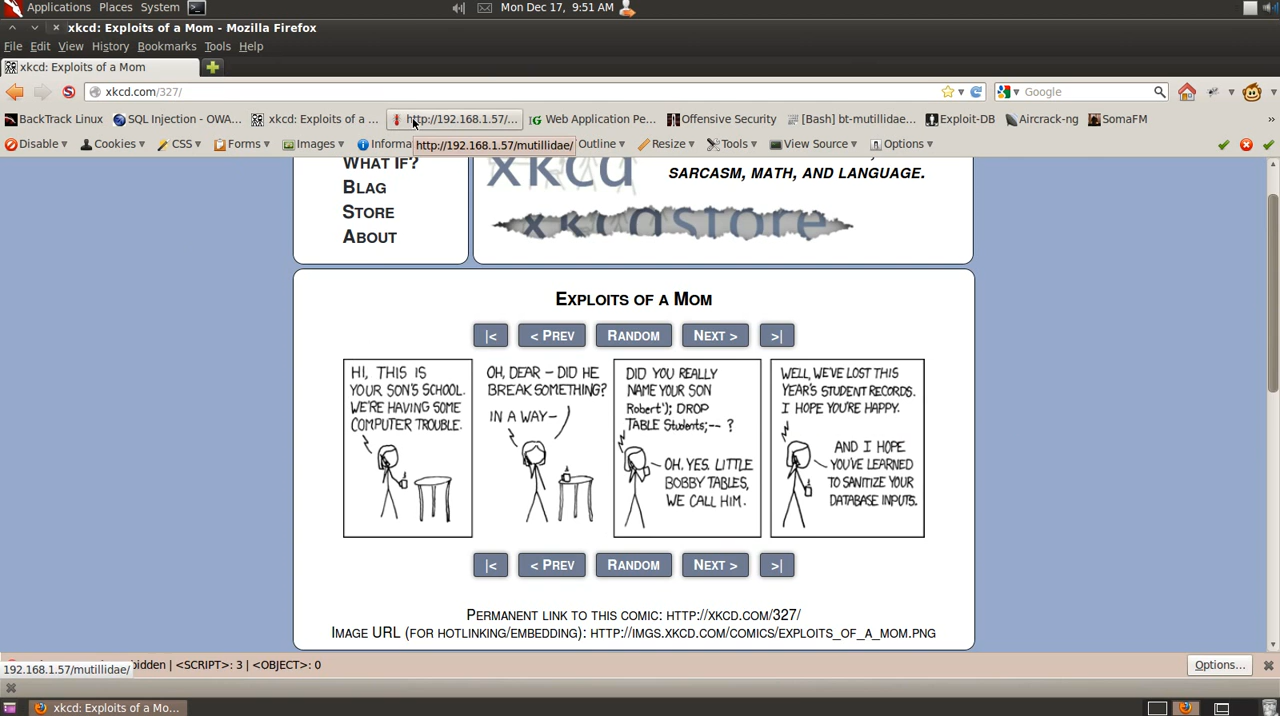 Applications Places System
Mon Dec 17, 9:51 AM
xkcd: Exploits of a Mom - Mozilla Firefox
File Edit View History Bookmarks Tools Help
xkcd: Exploits of a Mom
xkcd.com/327/
Google
BackTrack Linux SQL Injection - OWA... xkcd: Exploits of a ... http://192.168.1.57/... Web Application Pe... Offensive Security [Bash] bt-mutillidae... Exploit-DB Aircrack-ng SomaFM »
Disable Cookies CSS Forms Images Informa Outline Resize Tools View Source Options
http://192.168.1.57/mutillidae/
WHAT IF?
BLAG
STORE
ABOUT
xkcd
SARCASM, MATH, AND LANGUAGE.
xkcdstore
EXPLOITS OF A MOM
|< < PREV RANDOM NEXT > >|
HI, THIS IS
YOUR SON'S SCHOOL.
WE'RE HAVING SOME
COMPUTER TROUBLE.
OH, DEAR – DID HE
BREAK SOMETHING?
IN A WAY–
DID YOU REALLY
NAME YOUR SON
Robert'); DROP
TABLE Students;-- ?
OH, YES. LITTLE
BOBBY TABLES,
WE CALL HIM.
WELL, WE'VE LOST THIS
YEAR'S STUDENT RECORDS.
I HOPE YOU'RE HAPPY.
AND I HOPE
YOU'VE LEARNED
TO SANITIZE YOUR
DATABASE INPUTS.
|< < PREV RANDOM NEXT > >|
PERMANENT LINK TO THIS COMIC: HTTP://XKCD.COM/327/
IMAGE URL (FOR HOTLINKING/EMBEDDING): HTTP://IMGS.XKCD.COM/COMICS/EXPLOITS_OF_A_MOM.PNG
bidden | <SCRIPT>: 3 | <OBJECT>: 0
Options...
192.168.1.57/mutillidae/
xkcd: Exploits of a Mo...